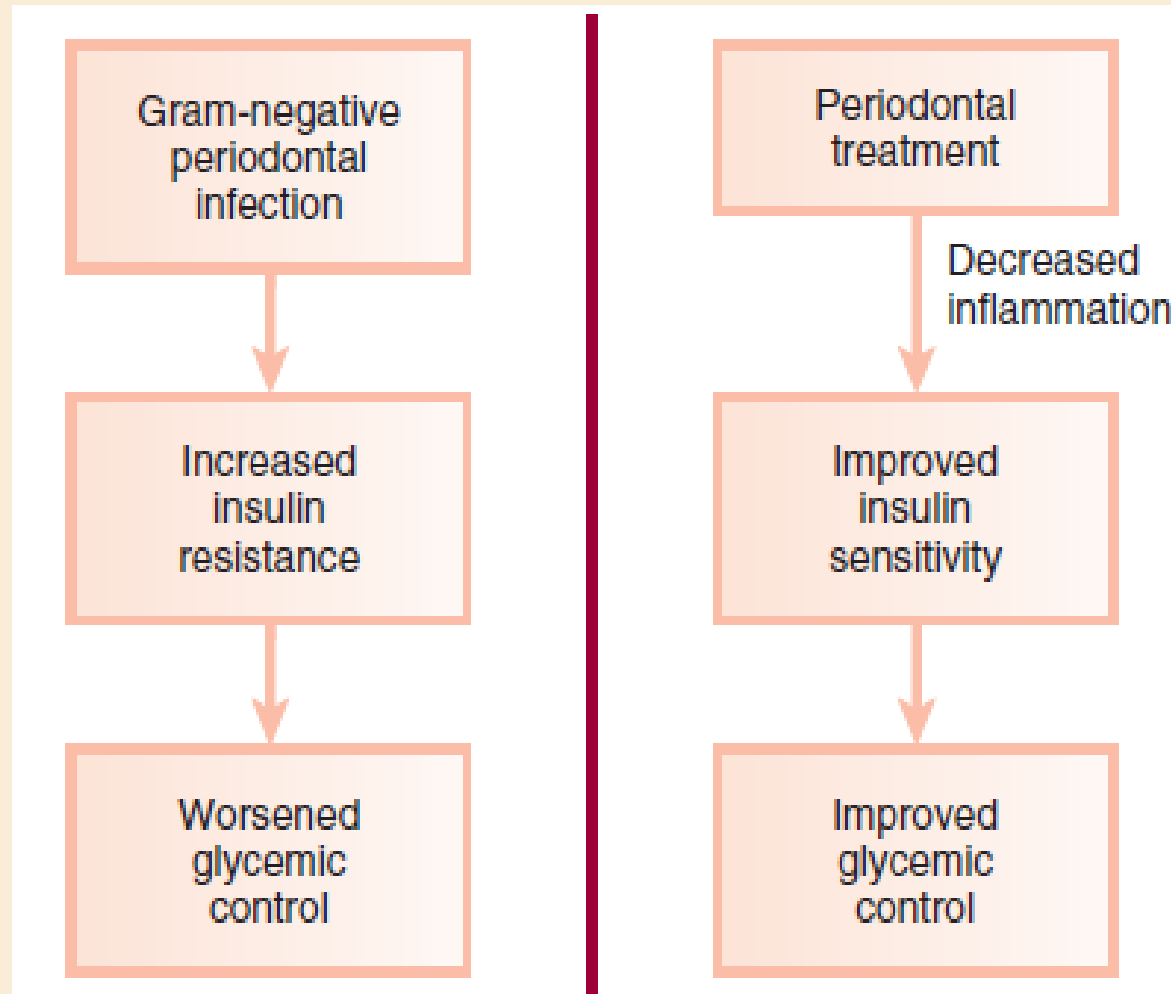 Gram-negative
periodontal
infection
Increased
insulin
resistance
Worsened
glycemic
control
Periodontal
treatment
Decreased
inflammation
Improved
insulin
sensitivity
Improved
glycemic
control